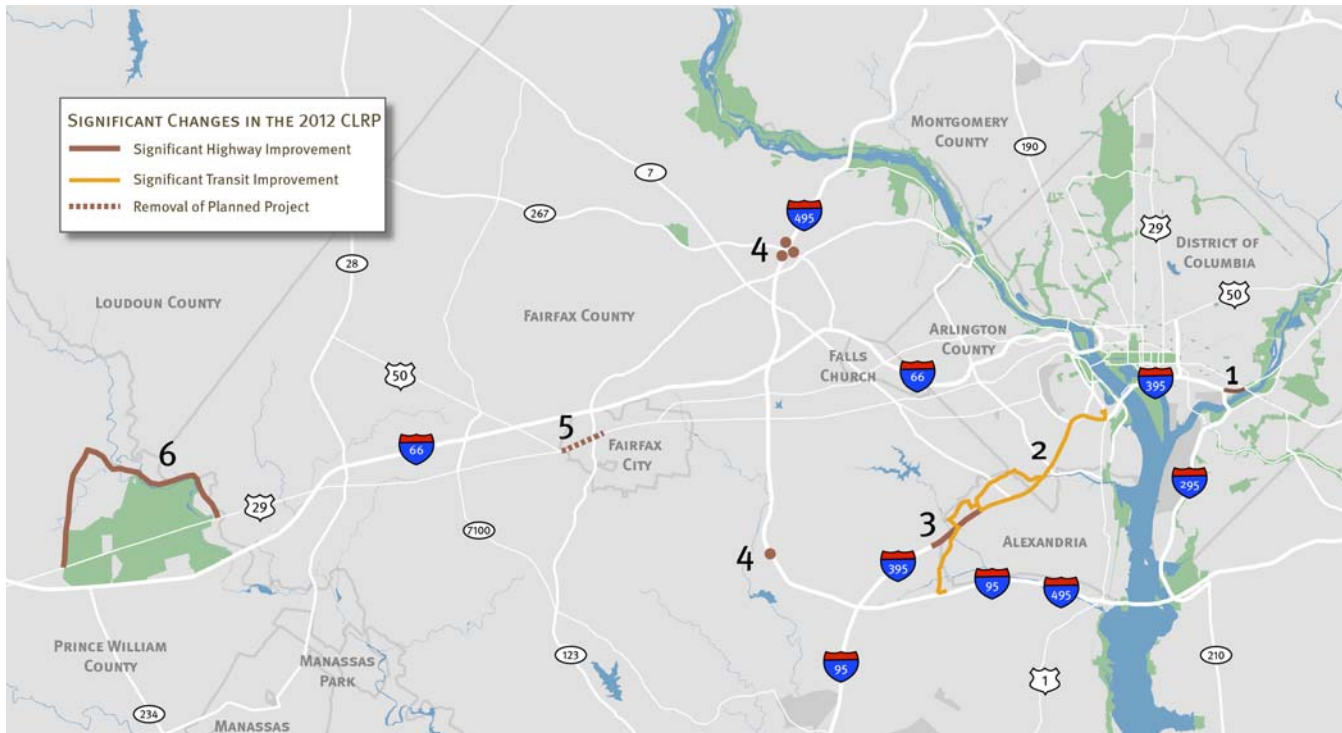 SIGNIFICANT CHANGES IN THE 2012 CLRP
Significant Highway Improvement
Significant Transit Improvement
Removal of Planned Project
MONTGOMERY
COUNTY
190
7
267
495
4
29
DISTRICT OF
COLUMBIA
28
50
LOUDOUN COUNTY
FAIRFAX COUNTY
ARLINGTON
COUNTY
FALLS
CHURCH
66
395
1
50
5
FAIRFAX
CITY
66
6
2
29
295
7100
3
4
ALEXANDRIA
395
95
495
PRINCE WILLIAM
COUNTY
MANASSAS
PARK
123
95
210
1
234
MANASSAS